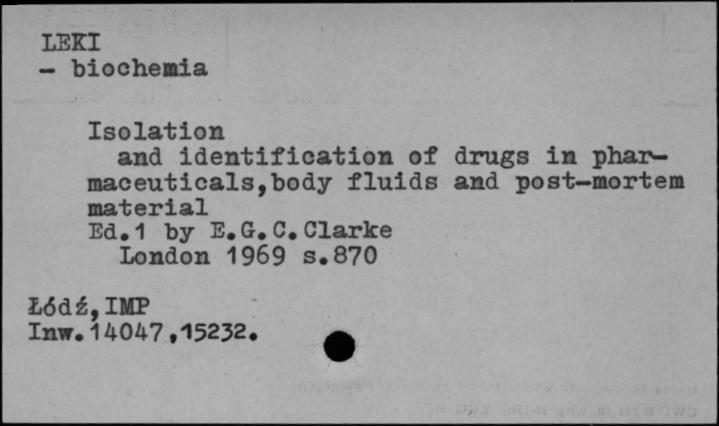 LEKI
- biochemia
Isolation
and identification of drugs in phar-
maceuticals,body fluids and post-mortem
material
Ed.1 by E.G.C.Clarke
London 1969 s.870
Łódź,IMP
Inw.14047,15232.